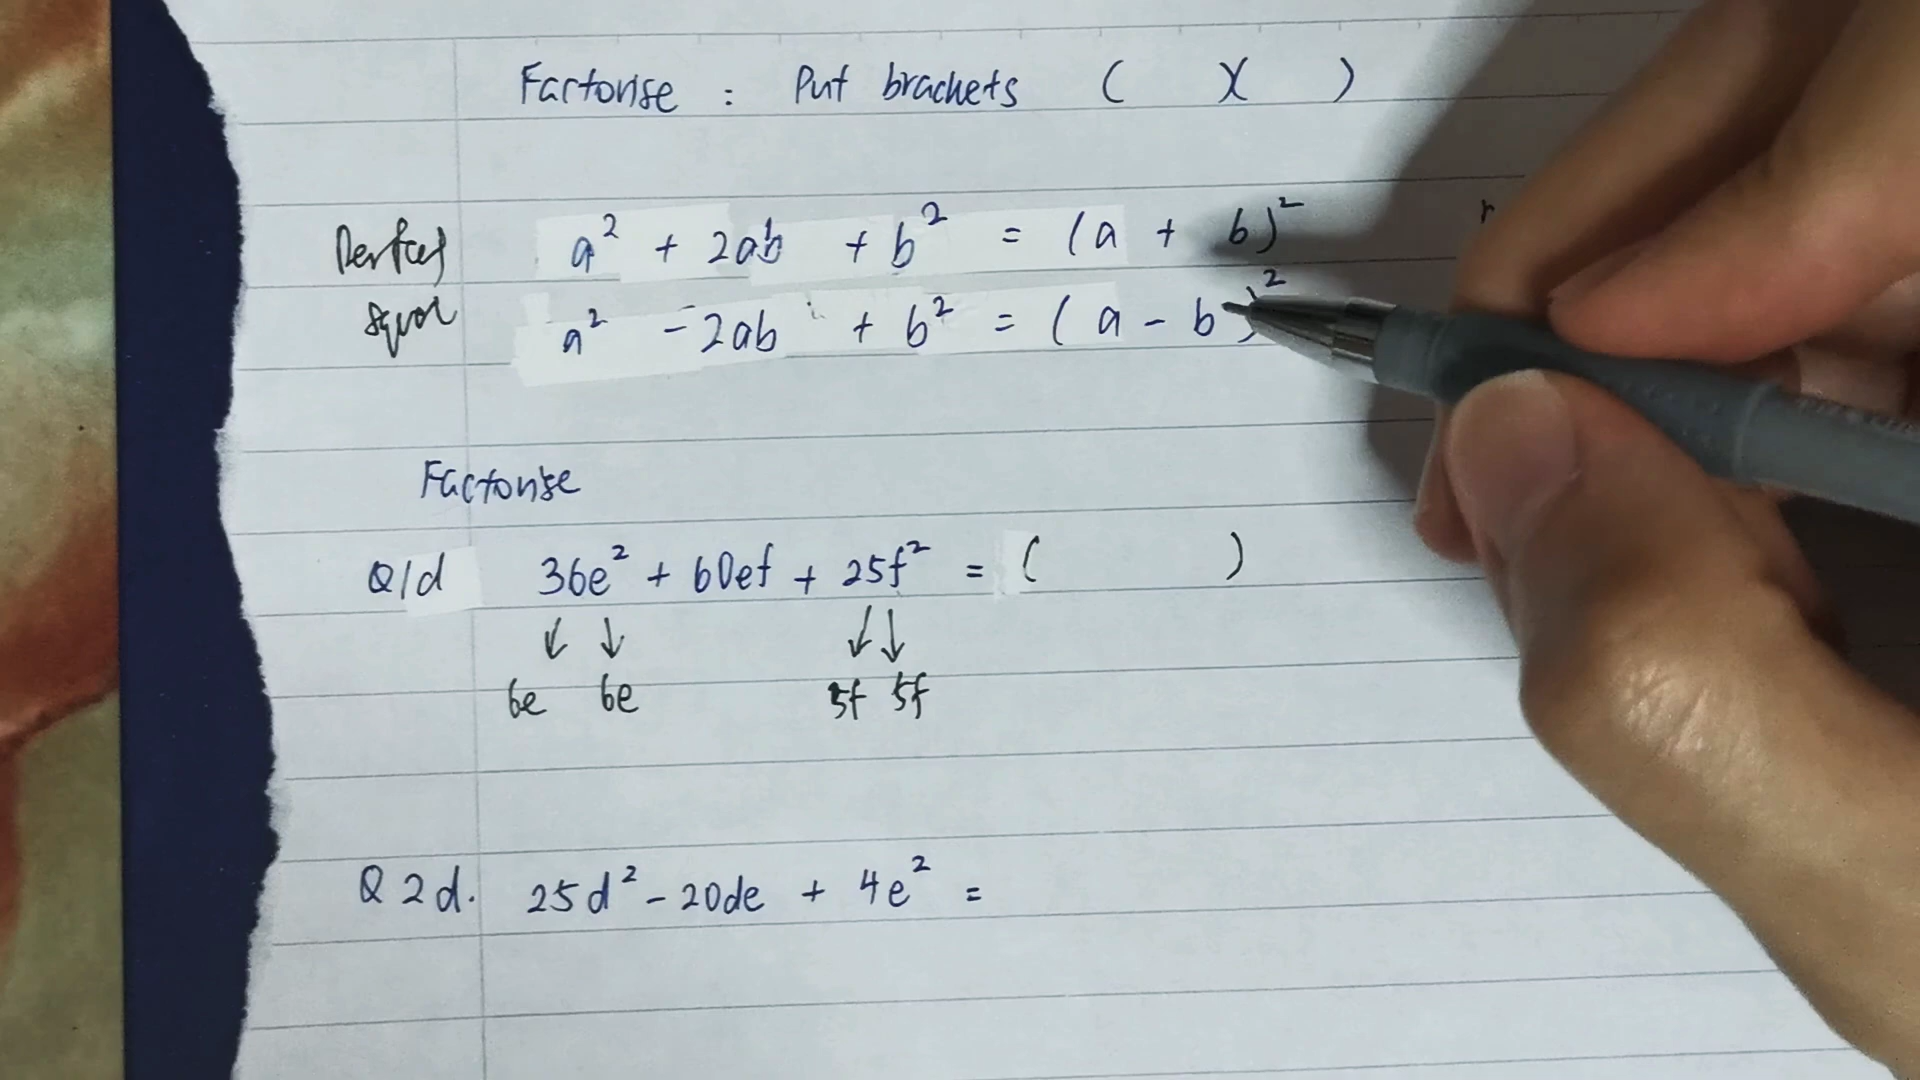 Factorise : Put brackets ( )( )
Perfect a² + 2ab + b² = (a + b)²
a² - 2ab + b² = (a - b)²
Factorise
Q1d 36e² + 60ef + 25f² = ( )
↓ ↓ ↓ ↓
6e 6e 5f 5f
Q2d. 25d² - 20de + 4e² =